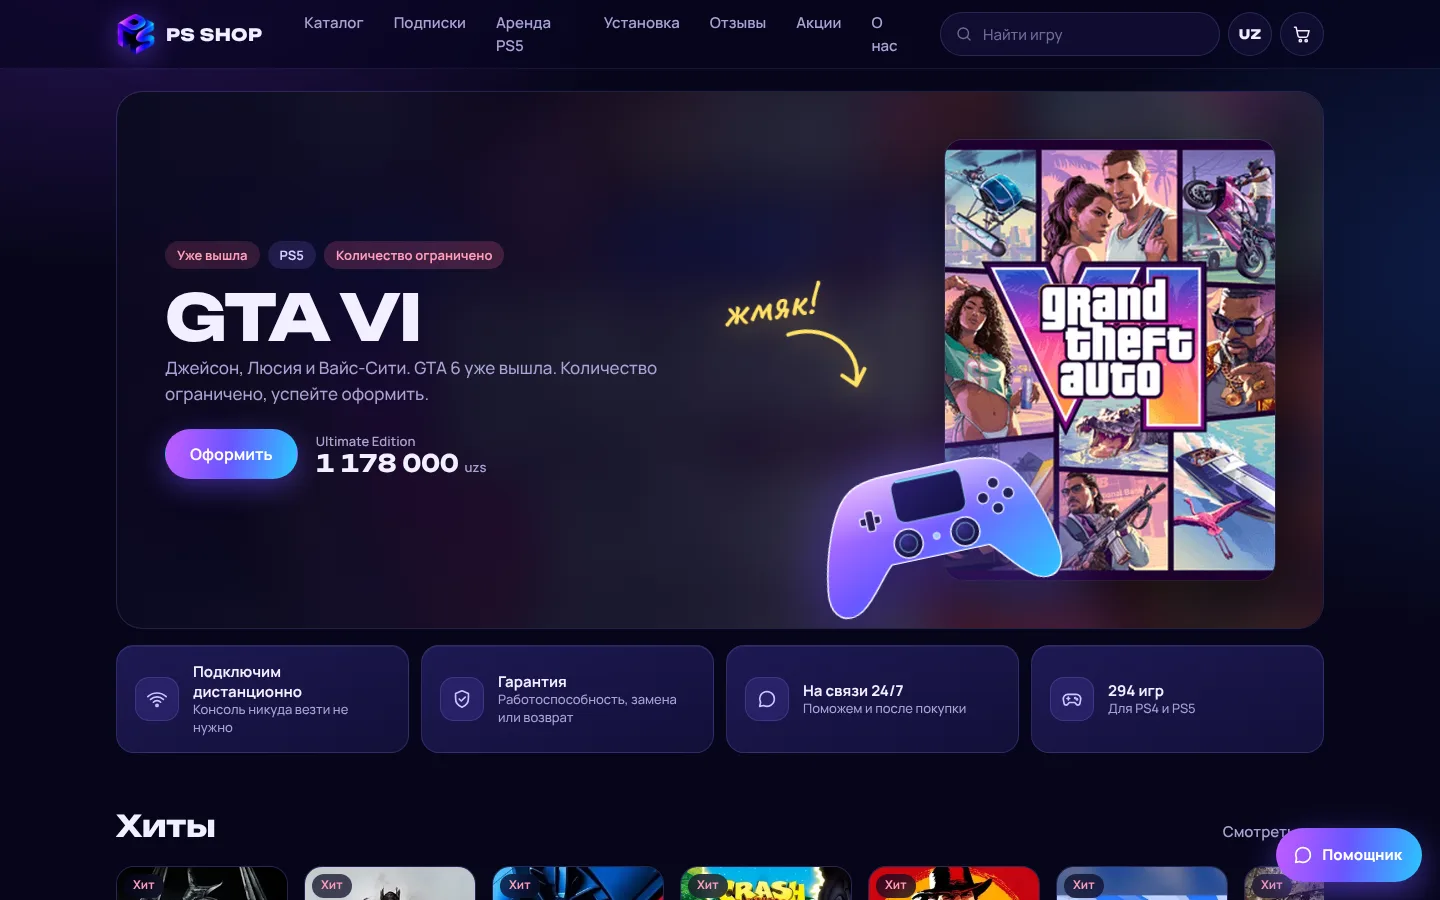 PS SHOP
Каталог
Подписки
Аренда
PS5
Установка
Отзывы
Акции
О
нас
Найти игру
UZ
Уже вышла
PS5
Количество ограничено
GTA VI
Джейсон, Люсия и Вайс-Сити. GTA 6 уже вышла. Количество
ограничено, успейте оформить.
Оформить
Ultimate Edition
1 178 000 uzs
жмяк!
grand
theft
auto
VI
Подключим
дистанционно
Консоль никуда везти не
нужно
Гарантия
Работоспособность, замена
или возврат
На связи 24/7
Поможем и после покупки
294 игр
Для PS4 и PS5
Хиты
Смотреть
Помощник
Хит
Хит
Хит
Хит
CRASH
Хит
Хит
Хит